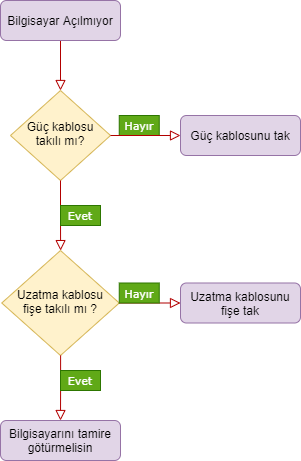 Bilgisayar Açılmıyor
Güç kablosu
takılı mı?
Hayır
Güç kablosunu tak
Evet
Uzatma kablosu
fişe takılı mı ?
Hayır
Uzatma kablosunu
fişe tak
Evet
Bilgisayarını tamire
götürmelisin